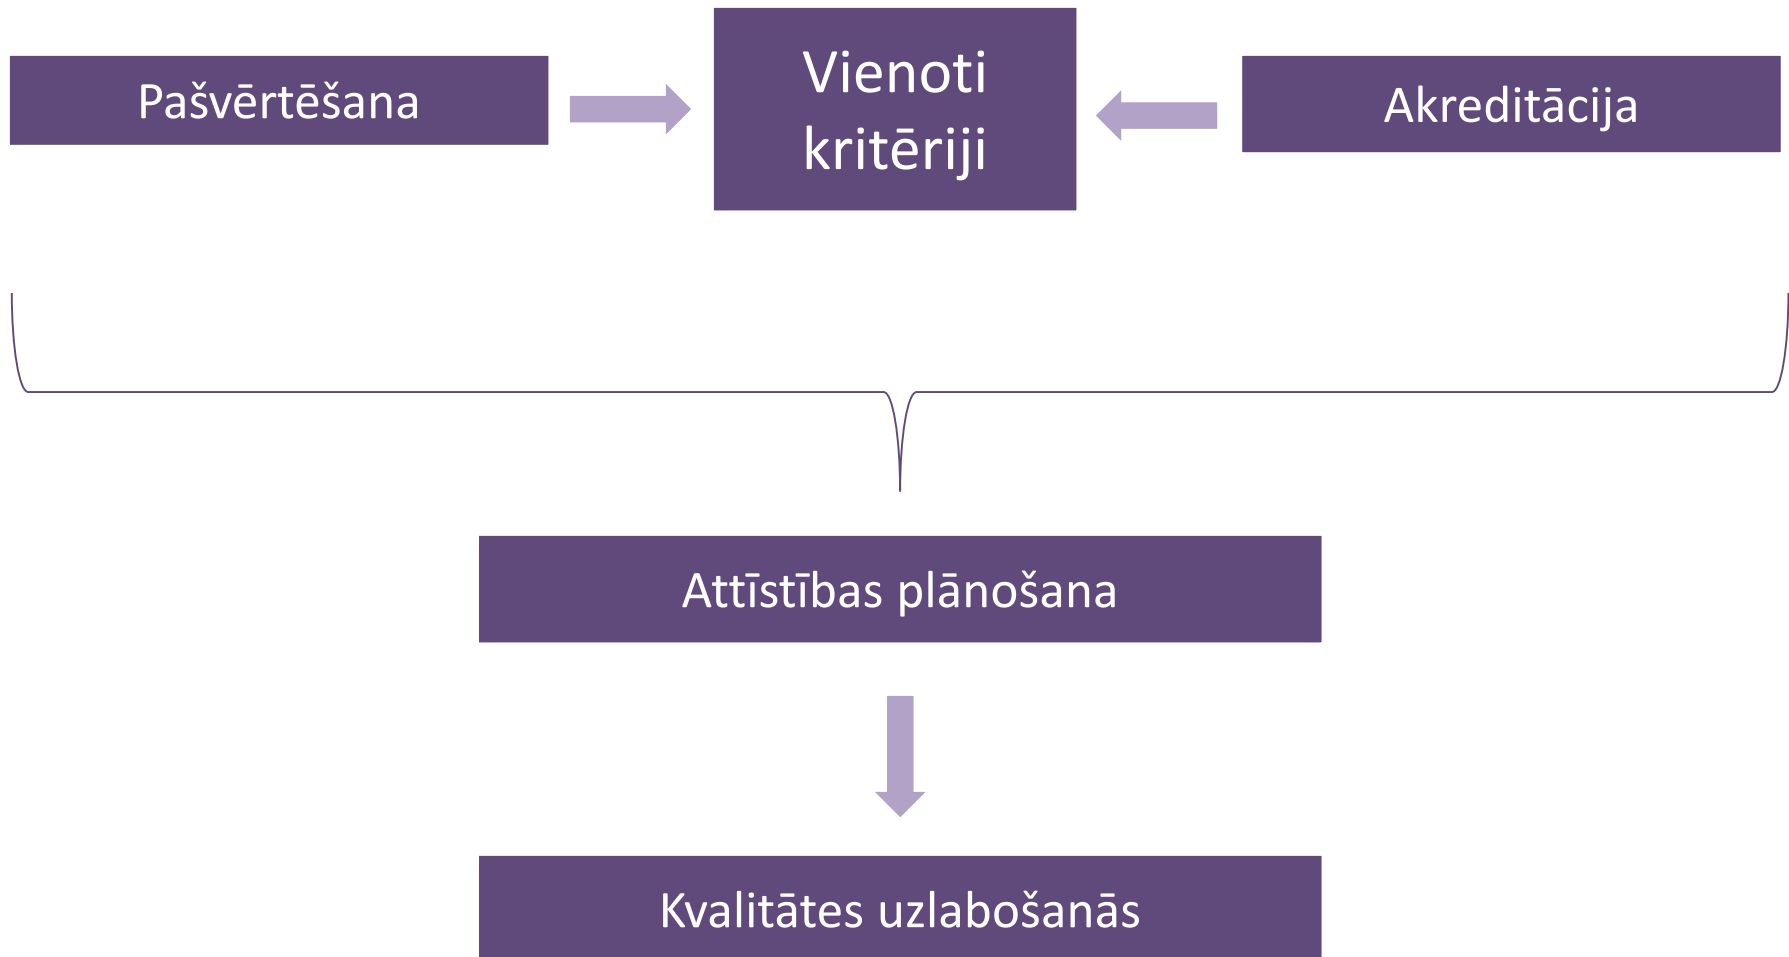 Pašvērtēšana
Vienoti
kritēriji
Akreditācija
Attīstības plānošana
Kvalitātes uzlabošanās